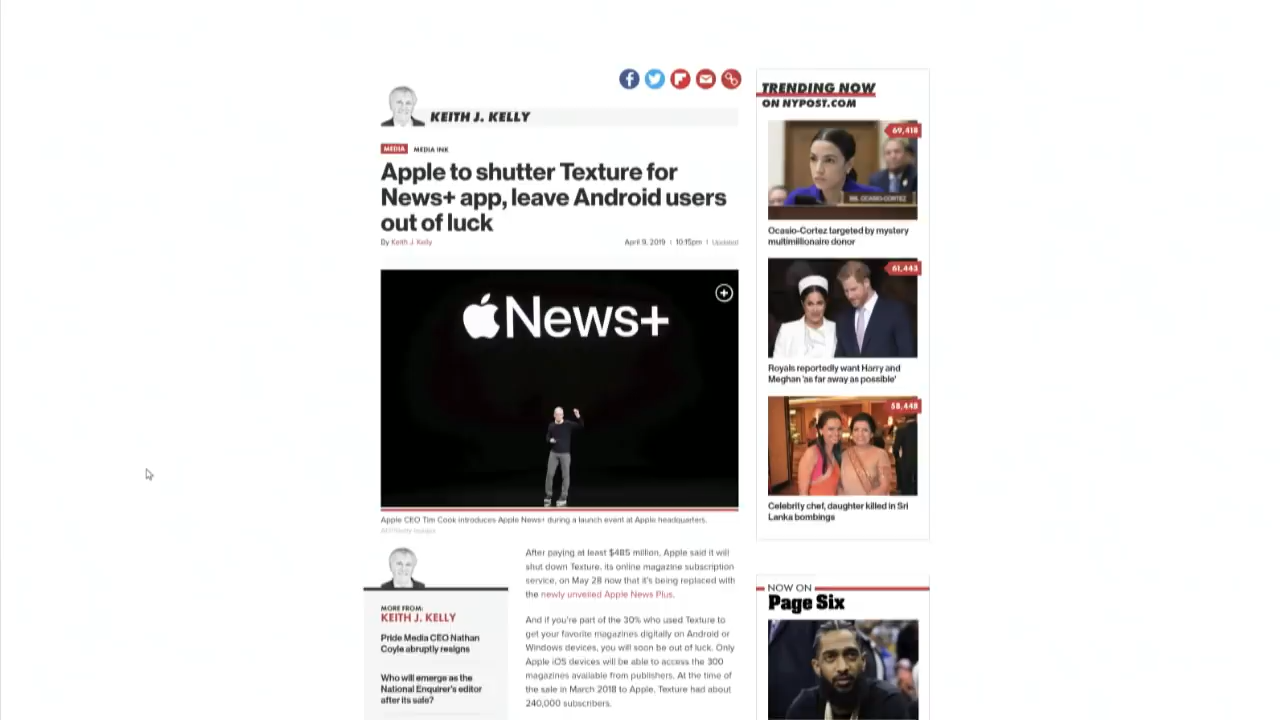 KEITH J. KELLY
MEDIA MEDIA INK
Apple to shutter Texture for
News+ app, leave Android users
out of luck
By Keith J. Kelly
April 9, 2019 | 10:15pm | Updated
News+
Apple CEO Tim Cook introduces Apple News+ during a launch event at Apple headquarters.
MORE FROM:
KEITH J. KELLY
Pride Media CEO Nathan
Coyle abruptly resigns
Who will emerge as the
National Enquirer's editor
after its sale?
After paying at least $485 million, Apple said it will
shut down Texture, its online magazine subscription
service, on May 28 now that it's being replaced with
the newly unveiled Apple News Plus.
And if you're part of the 30% who used Texture to
get your favorite magazines digitally on Android or
Windows devices, you will soon be out of luck. Only
Apple iOS devices will be able to access the 300
magazines available from publishers. At the time of
the sale in March 2018 to Apple, Texture had about
240,000 subscribers.
TRENDING NOW
ON NYPOST.COM
69,418
MS. OCASIO-CORTEZ
Ocasio-Cortez targeted by mystery
multimillionaire donor
61,443
Royals reportedly want Harry and
Meghan 'as far away as possible'
58,448
Celebrity chef, daughter killed in Sri
Lanka bombings
NOW ON
Page Six